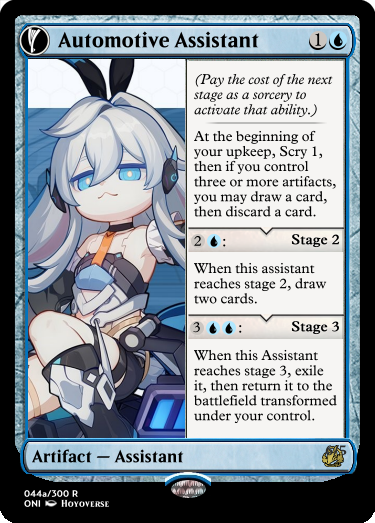 Automotive Assistant 1
(Pay the cost of the next
stage as a sorcery to
activate that ability.)
At the beginning of
your upkeep, Scry 1,
then if you control
three or more artifacts,
you may draw a card,
then discard a card.
2 : Stage 2
When this assistant
reaches stage 2, draw
two cards.
3 : Stage 3
When this Assistant
reaches stage 3, exile
it, then return it to the
battlefield transformed
under your control.
Artifact — Assistant
044a/300 R
ONI Hoyoverse